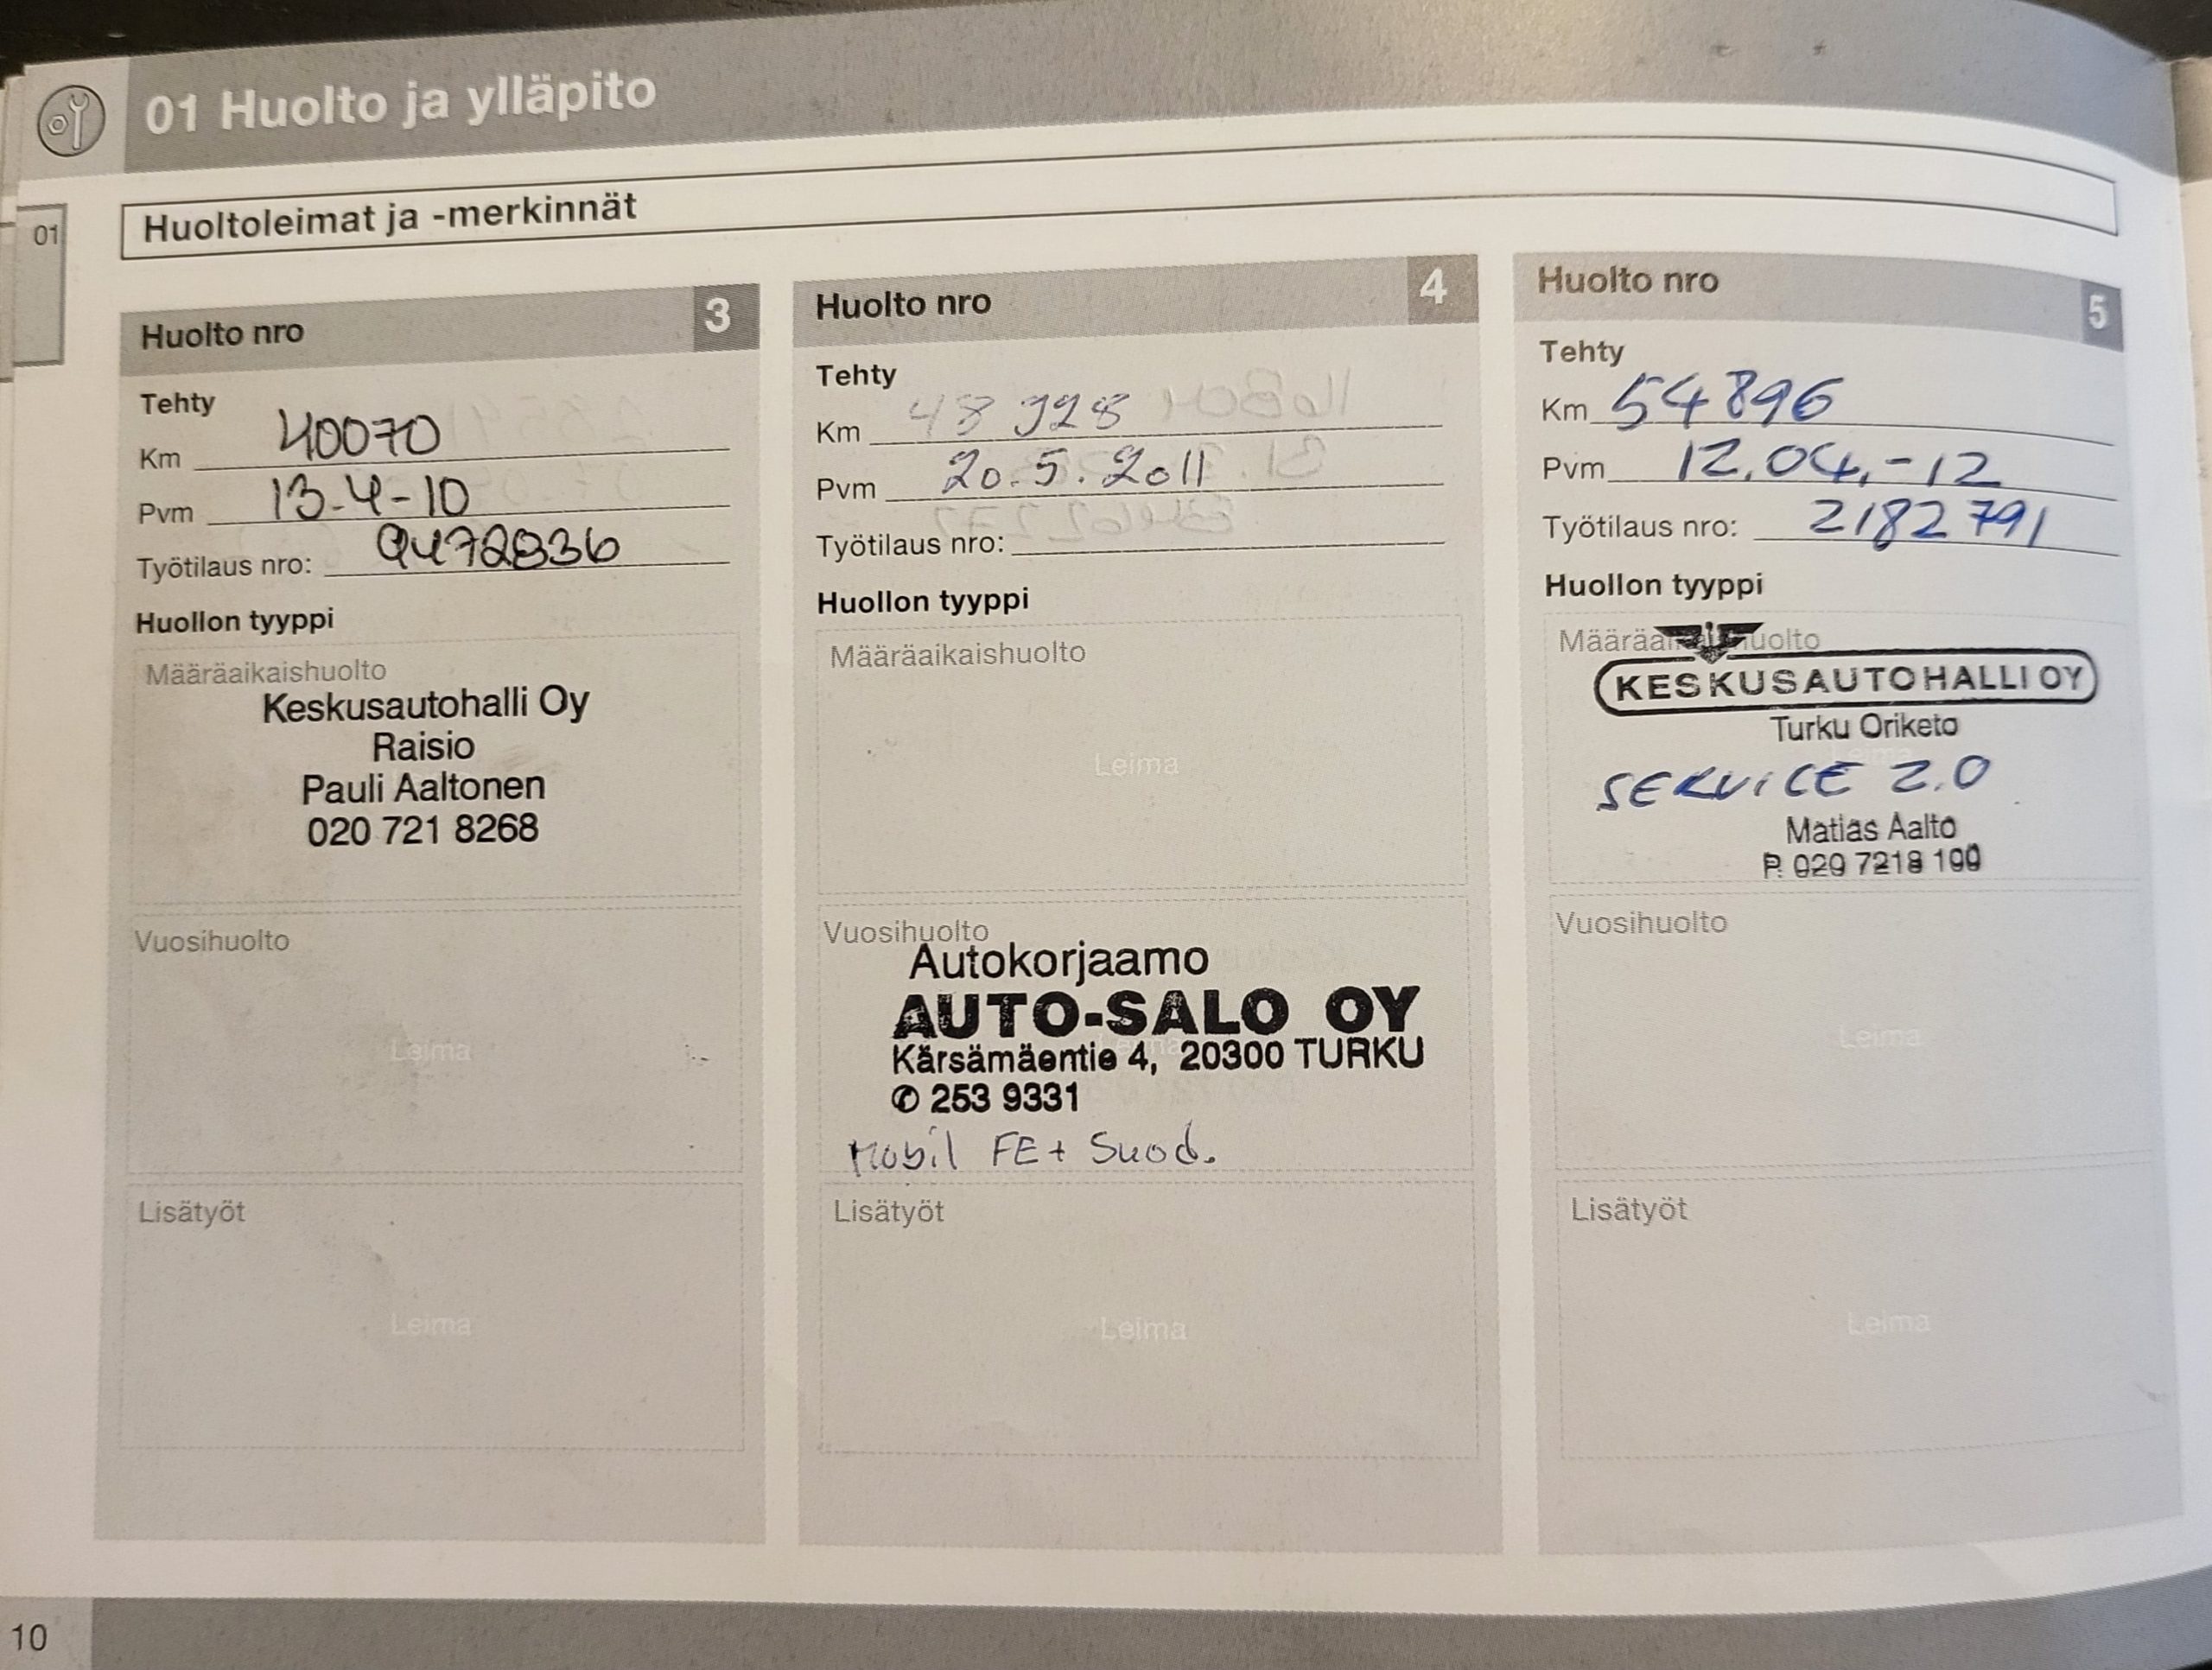 01 Huolto ja ylläpito
01
Huoltoleimat ja -merkinnät
Huolto nro 3
Tehty
Km 40070
Pvm 13-4-10
Työtilaus nro: 9472836
Huollon tyyppi
Määräaikaishuolto
Keskusautohalli Oy
Raisio
Pauli Aaltonen
020 721 8268
Vuosihuolto
Leima
Lisätyöt
Leima
Huolto nro 4
Tehty
Km 48 928
Pvm 20.5.2011
Työtilaus nro:
Huollon tyyppi
Määräaikaishuolto
Leima
Vuosihuolto
Autokorjaamo
AUTO-SALO OY
Kärsämäentie 4, 20300 TURKU
✆ 253 9331
Mobil FE+ Suod.
Lisätyöt
Leima
Huolto nro 5
Tehty
Km 54896
Pvm 12.04.-12
Työtilaus nro: 2182791
Huollon tyyppi
Määräaikaishuolto
KESKUSAUTOHALLI OY
Turku Oriketo
SERVICE 2.0
Matias Aalto
P. 020 7218 100
Vuosihuolto
Leima
Lisätyöt
Leima
10